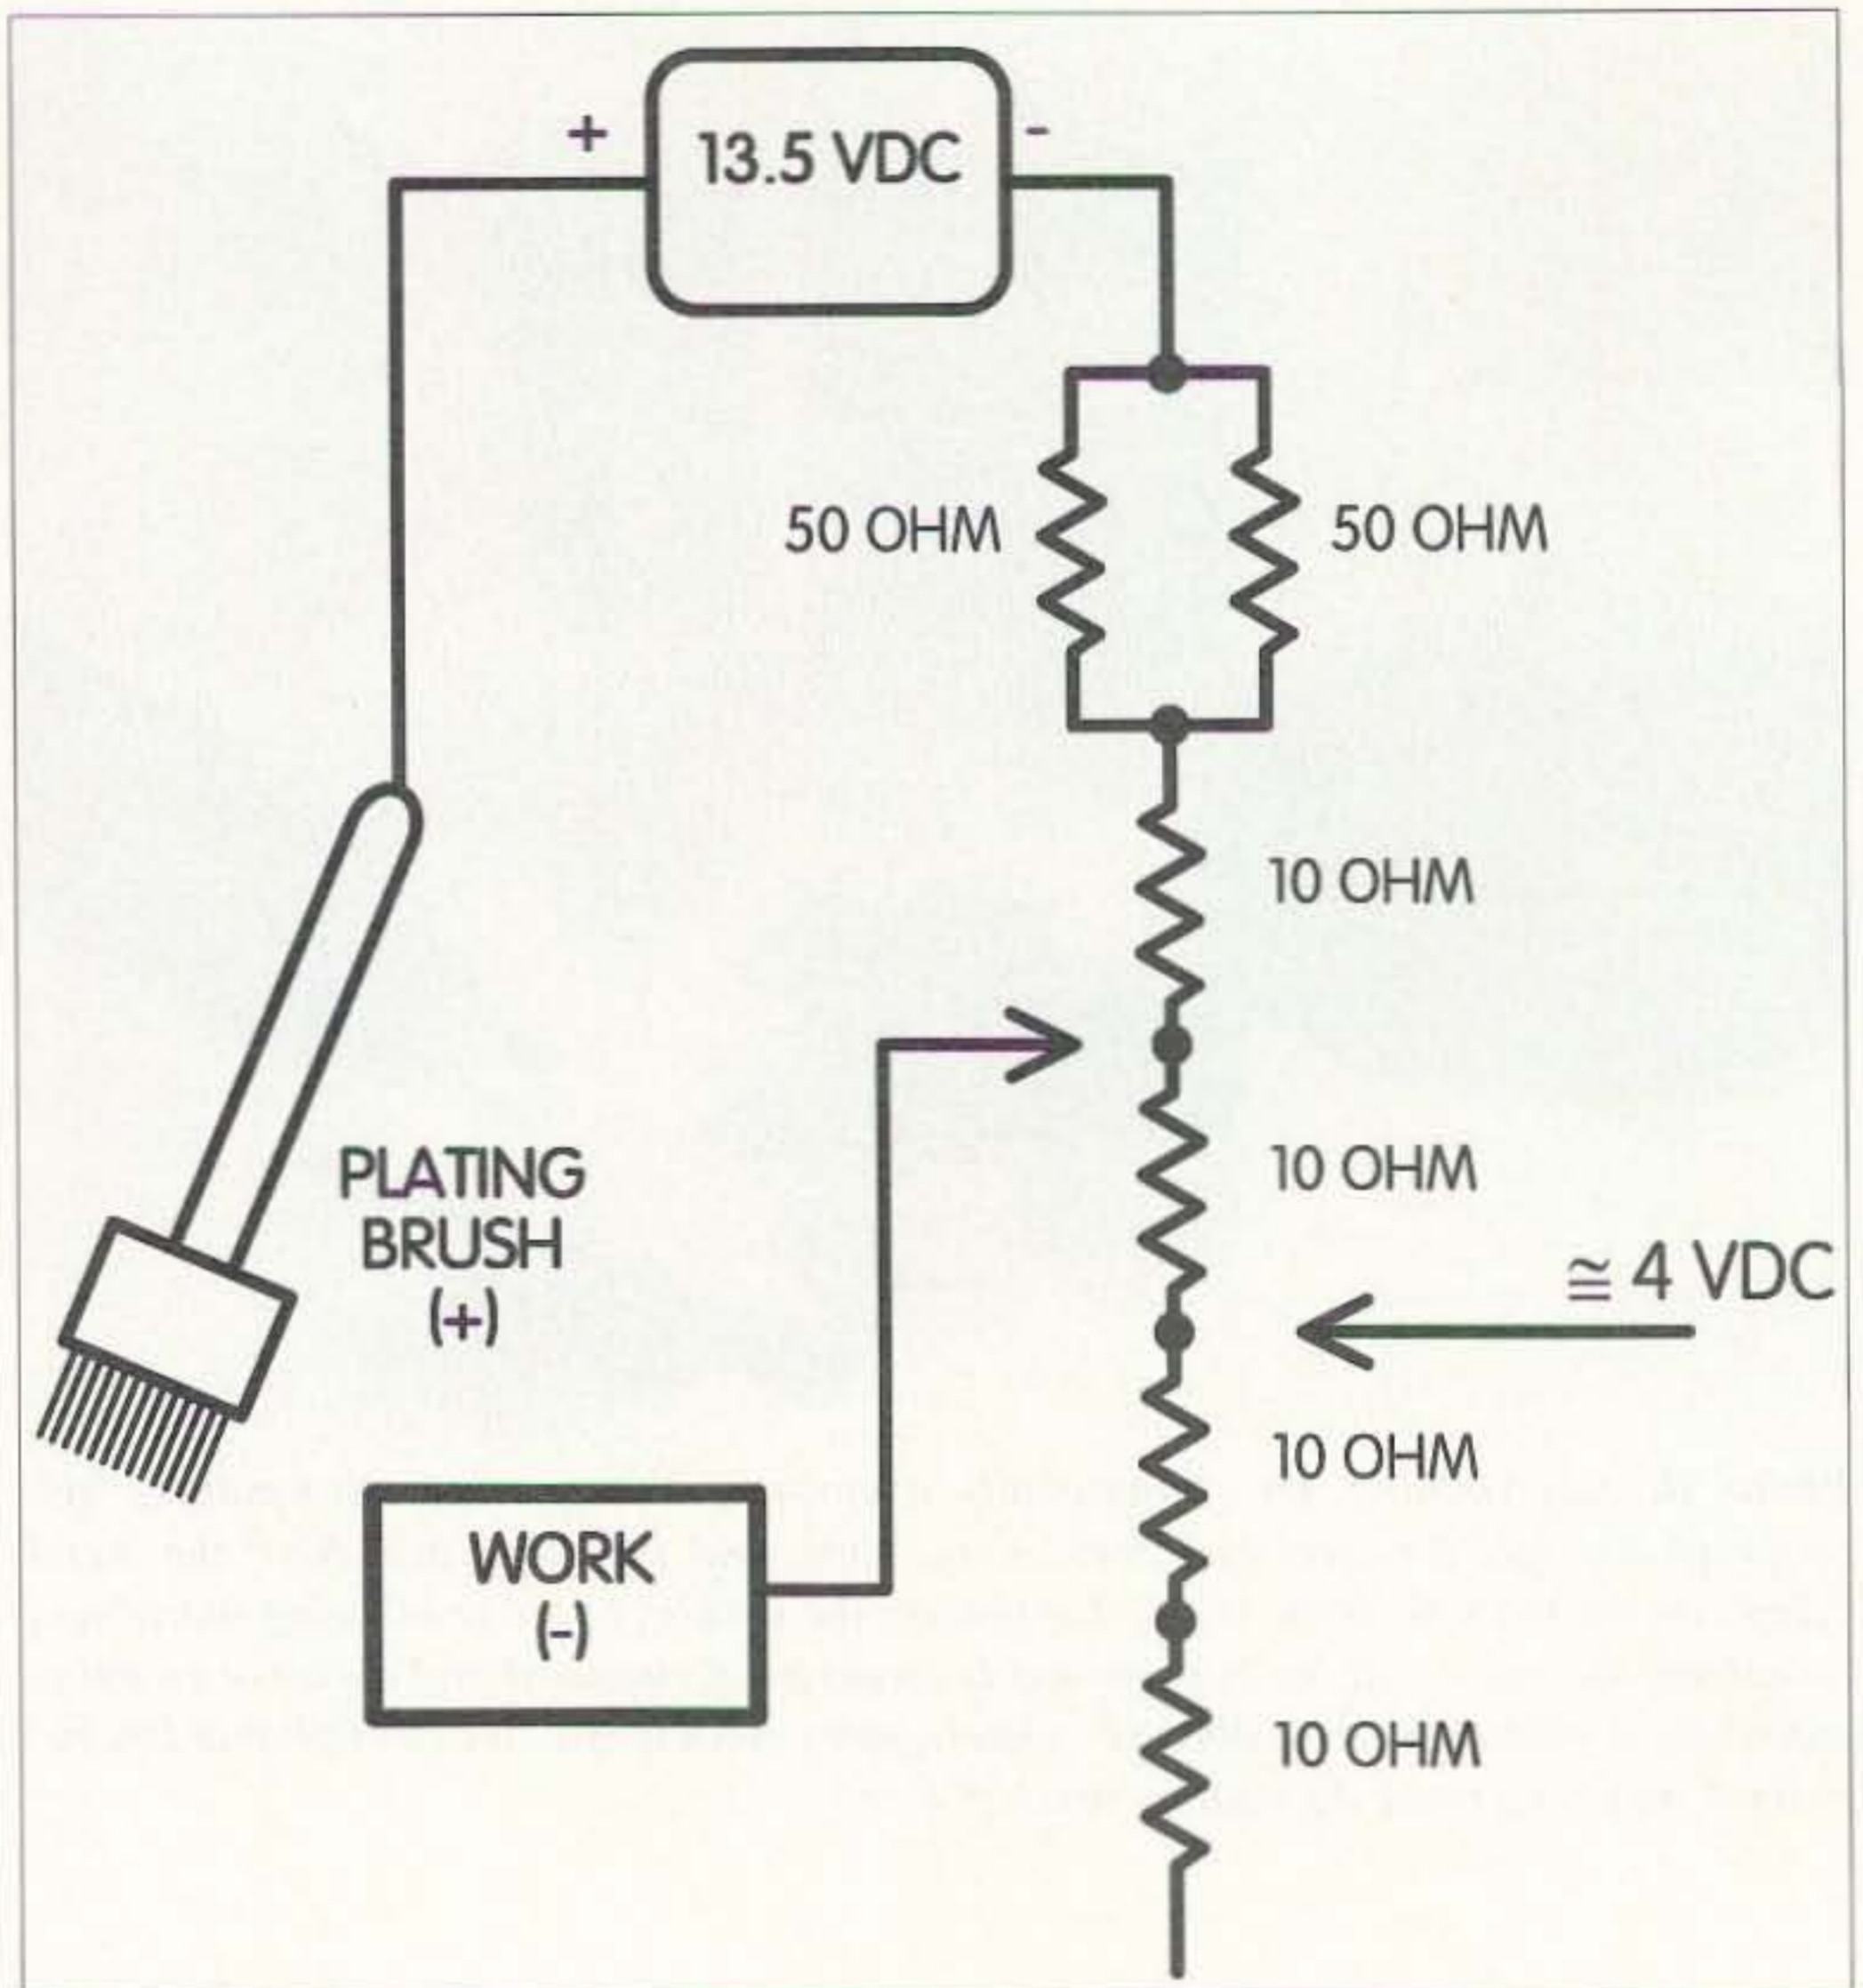 +
13.5 VDC
-
50 OHM
50 OHM
10 OHM
10 OHM
PLATING
BRUSH
(+)
≅ 4 VDC
10 OHM
WORK
(-)
10 OHM